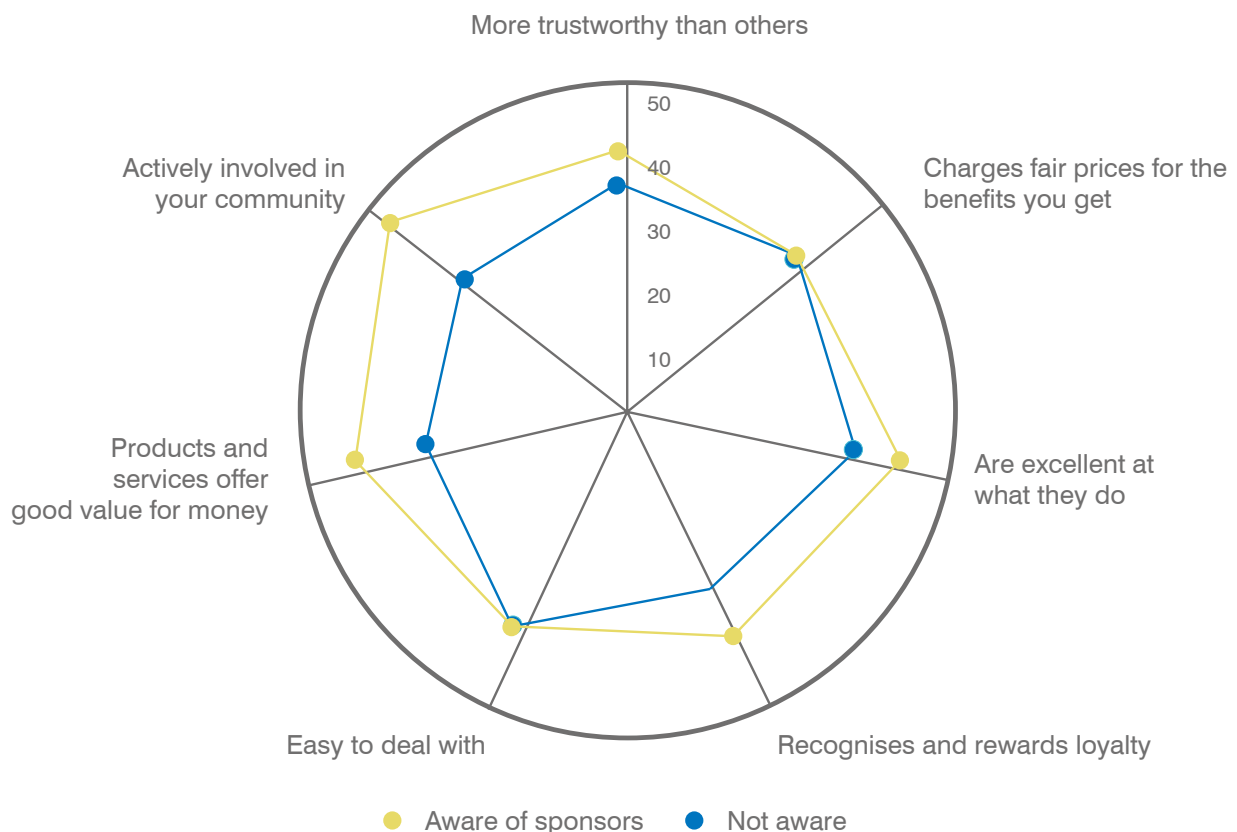 More trustworthy than others
50
40
30
20
10
Actively involved in
your community
Charges fair prices for the
benefits you get
Products and
services offer
good value for money
Are excellent at
what they do
Easy to deal with
Recognises and rewards loyalty
Aware of sponsors
Not aware